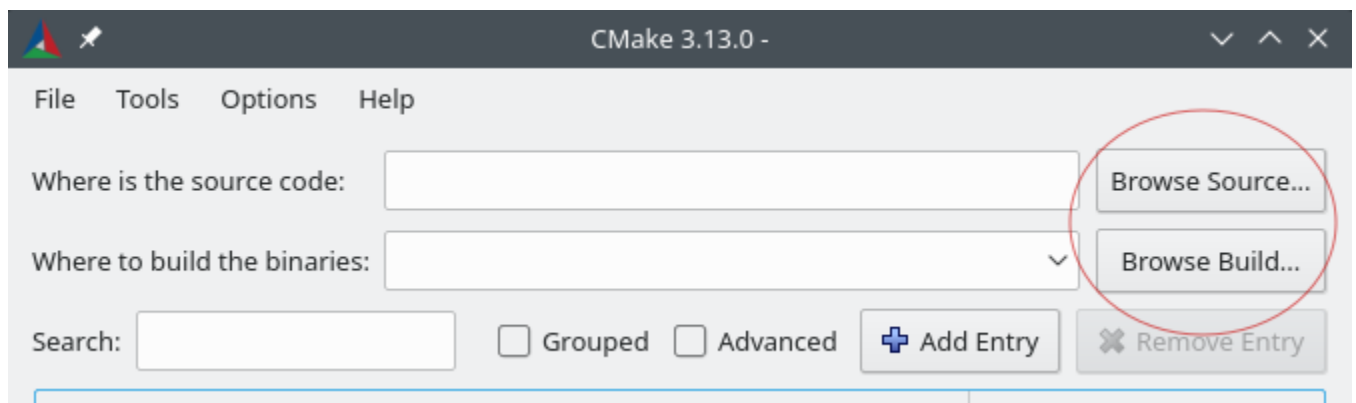 CMake 3.13.0 -
File Tools Options Help
Where is the source code: Browse Source...
Where to build the binaries: Browse Build...
Search: Grouped Advanced Add Entry Remove Entry